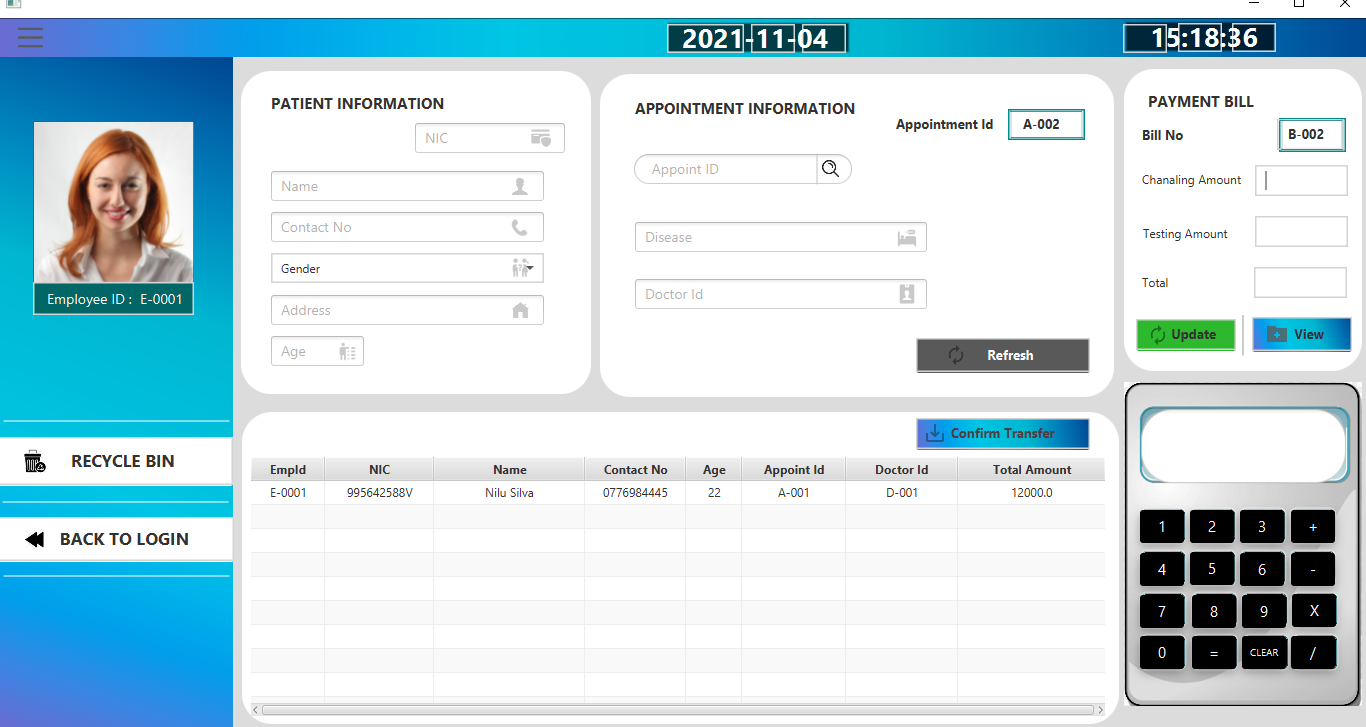 2021-11-04
15:18:36
Employee ID : E-0001
RECYCLE BIN
BACK TO LOGIN
PATIENT INFORMATION
NIC
Name
Contact No
Gender
Address
Age
APPOINTMENT INFORMATION
Appointment Id A-002
Appoint ID
Disease
Doctor Id
Refresh
PAYMENT BILL
Bill No B-002
Chanaling Amount
Testing Amount
Total
Update View
Confirm Transfer
EmpId NIC Name Contact No Age Appoint Id Doctor Id Total Amount
E-0001 995642588V Nilu Silva 0776984445 22 A-001 D-001 12000.0
1 2 3 +
4 5 6 -
7 8 9 X
0 = CLEAR /